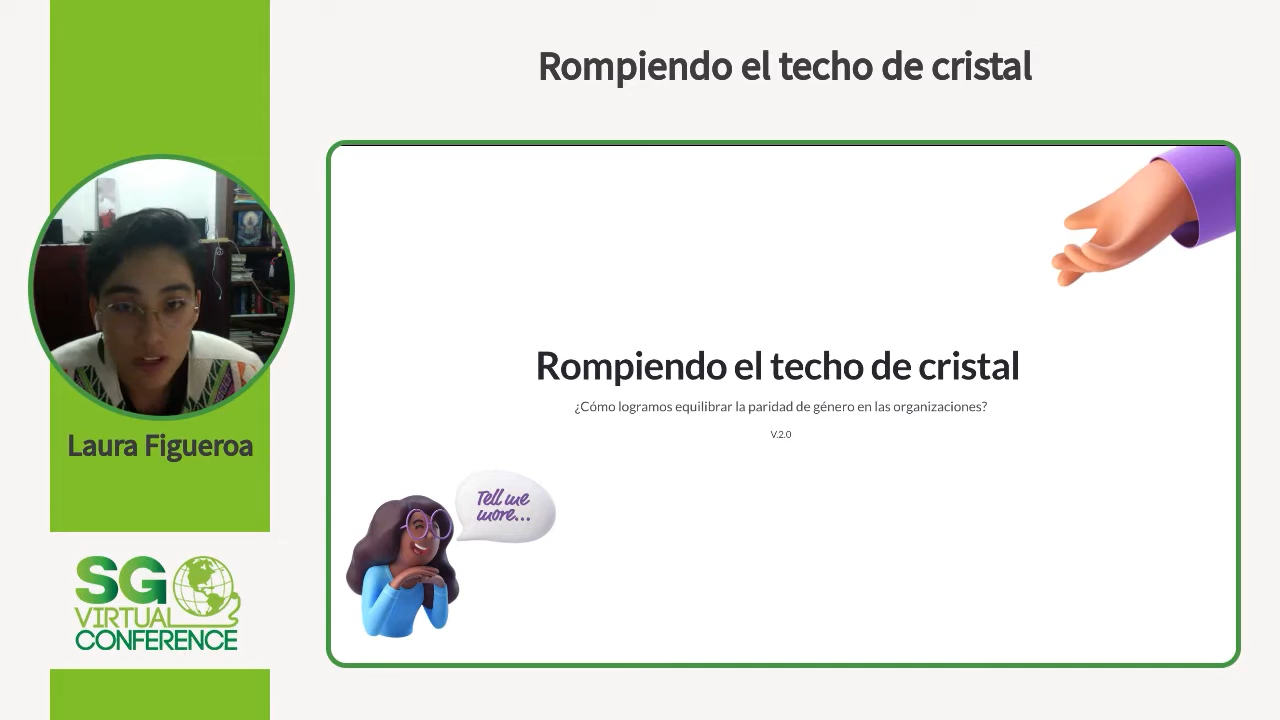 Rompiendo el techo de cristal
Laura Figueroa
SG
VIRTUAL
CONFERENCE
Rompiendo el techo de cristal
¿Cómo logramos equilibrar la paridad de género en las organizaciones?
V.2.0
Tell me
more...